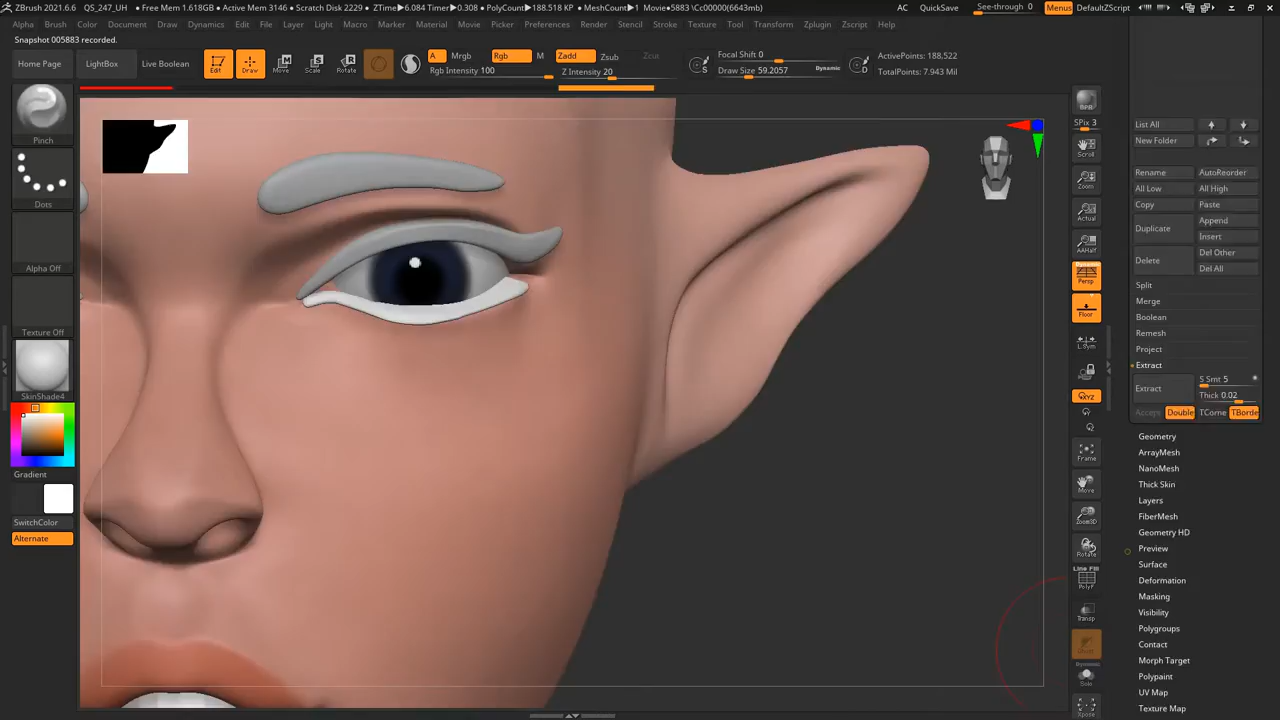 ZBrush 2021.6.6 QS_247_UH • Free Mem 1.618GB • Active Mem 3146 • Scratch Disk 2229 • ZTime▶6.084 Timer▶0.308 • PolyCount▶188.518 KP • MeshCount▶1 Movie●5883 \Cc00000(6643mb) AC QuickSave See-through 0 Menus DefaultZScript
Alpha Brush Color Document Draw Dynamics Edit File Layer Light Macro Marker Material Movie Picker Preferences Render Stencil Stroke Texture Tool Transform Zplugin Zscript Help
Snapshot 005883 recorded.
Home Page LightBox Live Boolean Edit Draw Move Scale Rotate
A Mrgb Rgb M Zadd Zsub Zcut
Rgb Intensity 100 Z Intensity 20
Focal Shift 0
Draw Size 59.2057 Dynamic
ActivePoints: 188.522
TotalPoints: 7.943 Mil
Pinch
Dots
Alpha Off
Texture Off
SkinShade4
Gradient
SwitchColor
Alternate
BPR
SPix 3
Scroll
Zoom
Actual
AAHalf
Dynamic
Persp
Floor
L.Sym
XYZ
Frame
Move
Zoom3D
Rotate
Line Fill
PolyF
Transp
Dynamic
Solo
Xpose
List All
New Folder
Rename AutoReorder
All Low All High
Copy Paste
Duplicate Append
Insert
Delete Del Other
Del All
Split
Merge
Boolean
Remesh
Project
Extract
Extract S Smt 5
Thick 0.02
Accept Double TCorne TBorde
Geometry
ArrayMesh
NanoMesh
Thick Skin
Layers
FiberMesh
Geometry HD
Preview
Surface
Deformation
Masking
Visibility
Polygroups
Contact
Morph Target
Polypaint
UV Map
Texture Map